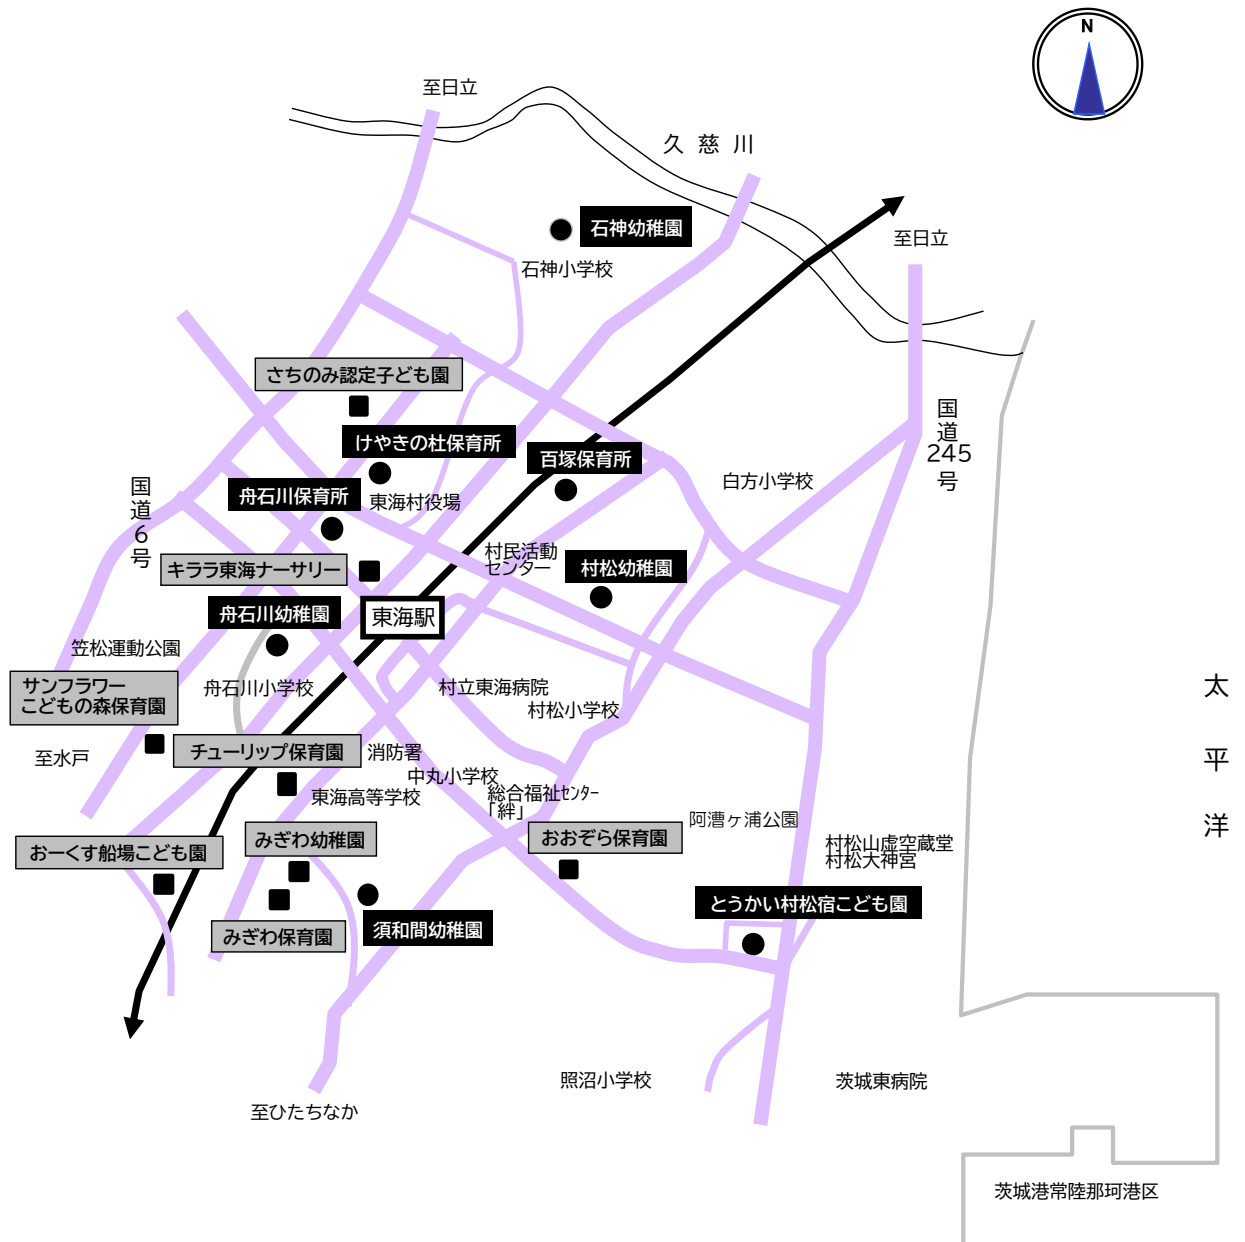 N
至日立
久慈川
石神幼稚園
至日立
石神小学校
さちのみ認定子ども園
国道245号
けやきの杜保育所
百塚保育所
白方小学校
国道6号
舟石川保育所
東海村役場
村民活動
センター
キララ東海ナーサリー
村松幼稚園
舟石川幼稚園
東海駅
笠松運動公園
サンフラワー
こどもの森保育園
舟石川小学校
村立東海病院
村松小学校
太平洋
至水戸
チューリップ保育園
消防署
中丸小学校
東海高等学校
総合福祉センター
「絆」
阿漕ヶ浦公園
おーくす船場こども園
みぎわ幼稚園
おおぞら保育園
村松山虚空蔵堂
村松大神宮
とうかい村松宿こども園
みぎわ保育園
須和間幼稚園
照沼小学校
茨城東病院
至ひたちなか
茨城港常陸那珂港区